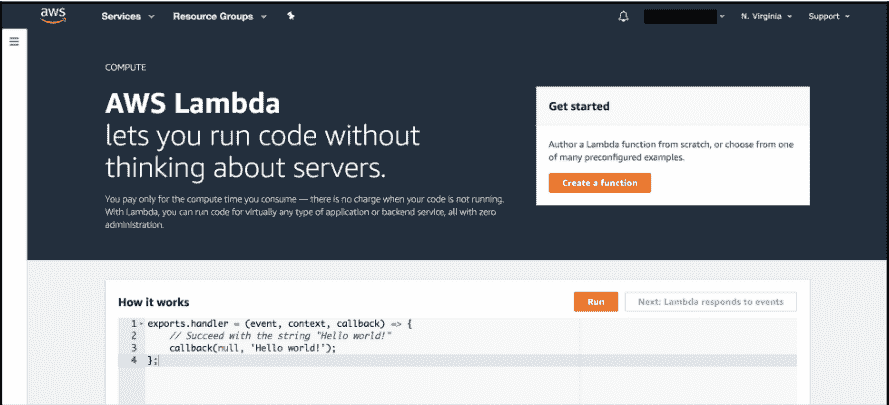 aws Services Resource Groups N. Virginia Support
COMPUTE
AWS Lambda
lets you run code without
thinking about servers.
You pay only for the compute time you consume — there is no charge when your code is not running.
With Lambda, you can run code for virtually any type of application or backend service, all with zero
administration.
Get started
Author a Lambda function from scratch, or choose from one
of many preconfigured examples.
Create a function
How it works
Run
Next: Lambda responds to events
1 exports.handler = (event, context, callback) => {
2 // Succeed with the string "Hello world!"
3 callback(null, 'Hello world!');
4 };